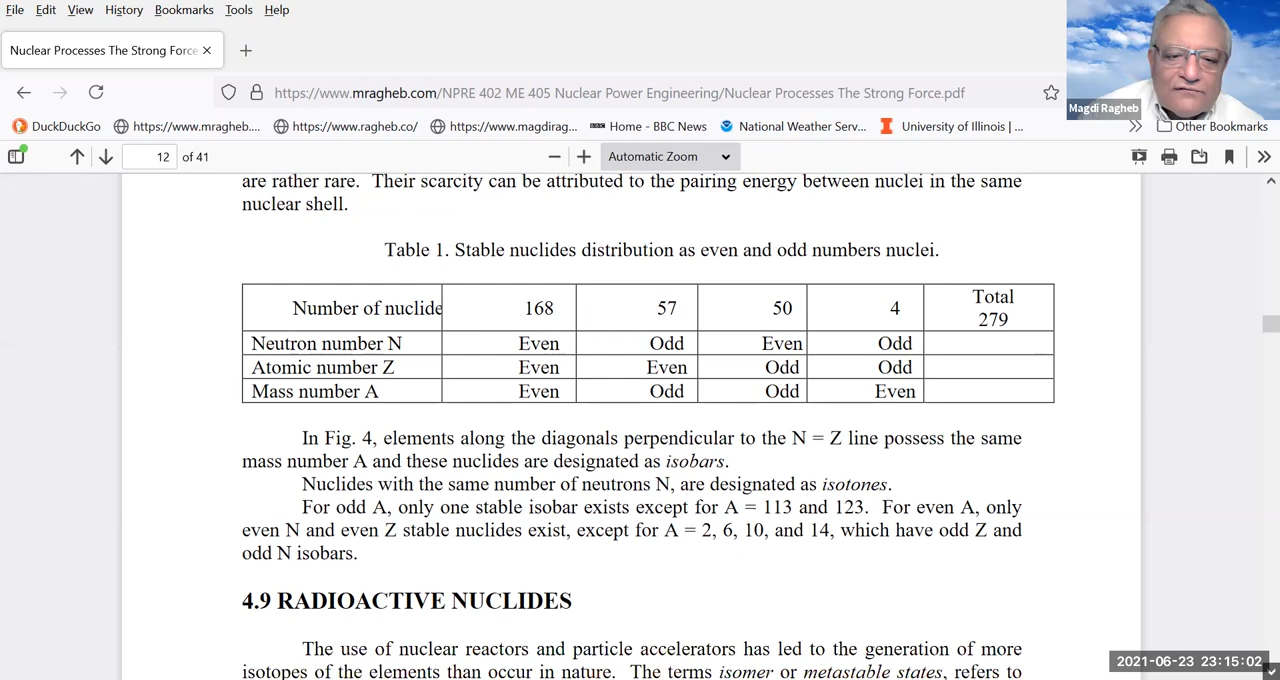 File Edit View History Bookmarks Tools Help
Nuclear Processes The Strong Force
https://www.mragheb.com/NPRE 402 ME 405 Nuclear Power Engineering/Nuclear Processes The Strong Force.pdf
Magdi Ragheb
DuckDuckGo https://www.mragheb.... https://www.ragheb.co/ https://www.magdirag... BBC Home - BBC News National Weather Serv... I University of Illinois |... Other Bookmarks
12 of 41 Automatic Zoom
are rather rare. Their scarcity can be attributed to the pairing energy between nuclei in the same
nuclear shell.
Table 1. Stable nuclides distribution as even and odd numbers nuclei.
Number of nuclide 168 57 50 4 Total 279
Neutron number N Even Odd Even Odd
Atomic number Z Even Even Odd Odd
Mass number A Even Odd Odd Even
In Fig. 4, elements along the diagonals perpendicular to the N = Z line possess the same
mass number A and these nuclides are designated as isobars.
Nuclides with the same number of neutrons N, are designated as isotones.
For odd A, only one stable isobar exists except for A = 113 and 123. For even A, only
even N and even Z stable nuclides exist, except for A = 2, 6, 10, and 14, which have odd Z and
odd N isobars.
4.9 RADIOACTIVE NUCLIDES
The use of nuclear reactors and particle accelerators has led to the generation of more
isotopes of the elements than occur in nature. The terms isomer or metastable states, refers to
2021-06-23 23:15:02